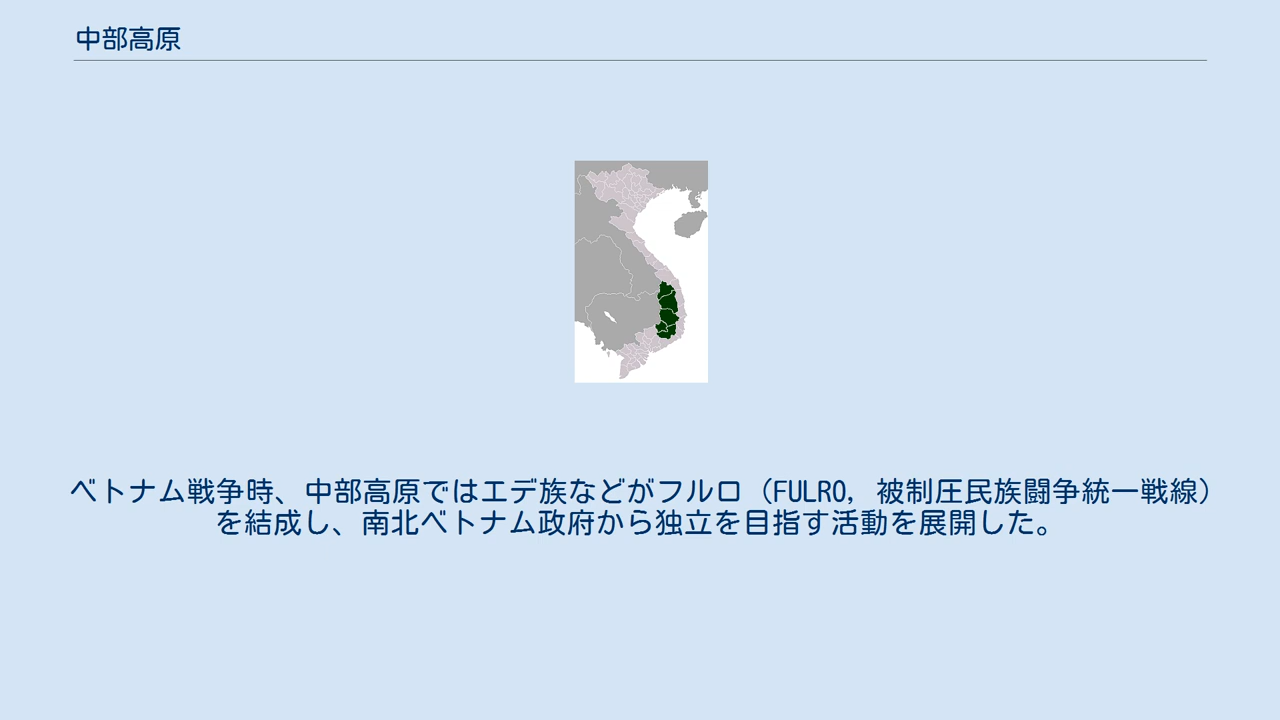 中部高原
ベトナム戦争時、中部高原ではエデ族などがフルロ（FULRO, 被制圧民族闘争統一戦線）
を結成し、南北ベトナム政府から独立を目指す活動を展開した。